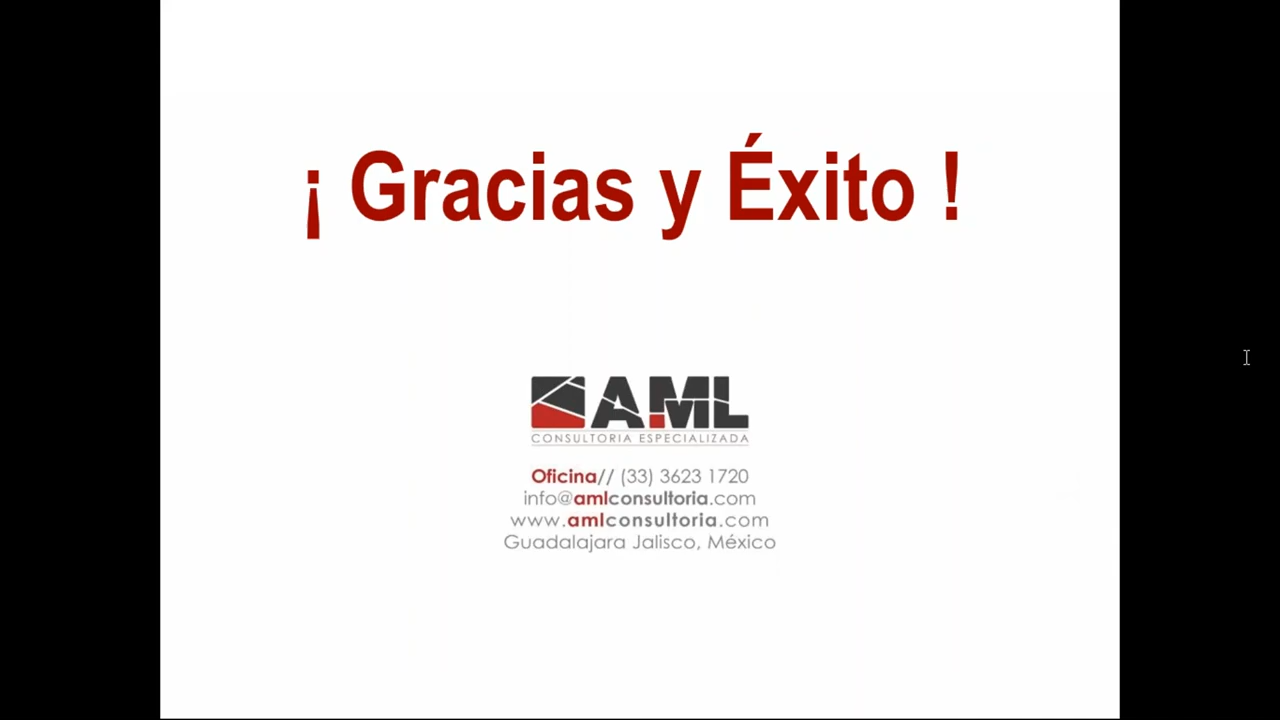 ¡ Gracias y Éxito !
AML
CONSULTORIA ESPECIALIZADA
Oficina// (33) 3623 1720
info@amlconsultoria.com
www.amlconsultoria.com
Guadalajara Jalisco, México